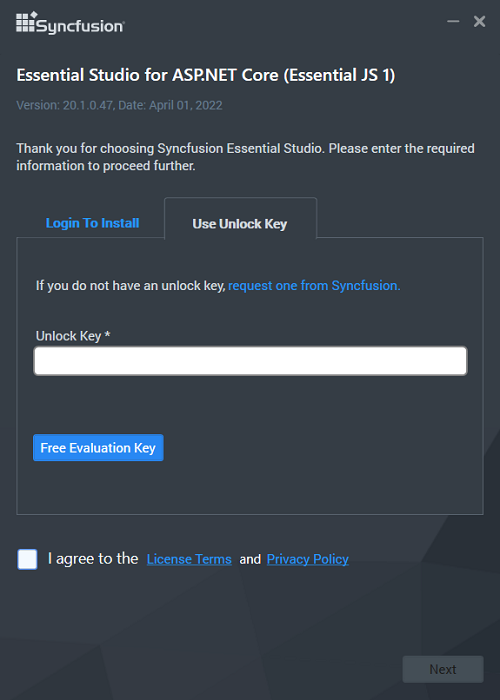 Syncfusion®
Essential Studio for ASP.NET Core (Essential JS 1)
Version: 20.1.0.47, Date: April 01, 2022
Thank you for choosing Syncfusion Essential Studio. Please enter the required
information to proceed further.
Login To Install
Use Unlock Key
If you do not have an unlock key, request one from Syncfusion.
Unlock Key *
Free Evaluation Key
I agree to the License Terms and Privacy Policy
Next